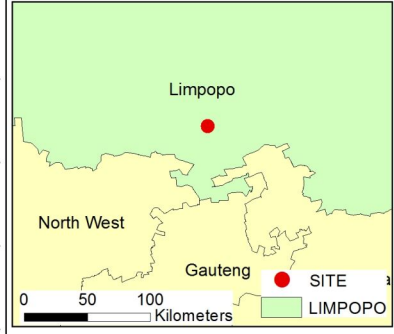 Limpopo
North West
Gauteng
SITE
LIMPOPO
0 50 100
Kilometers